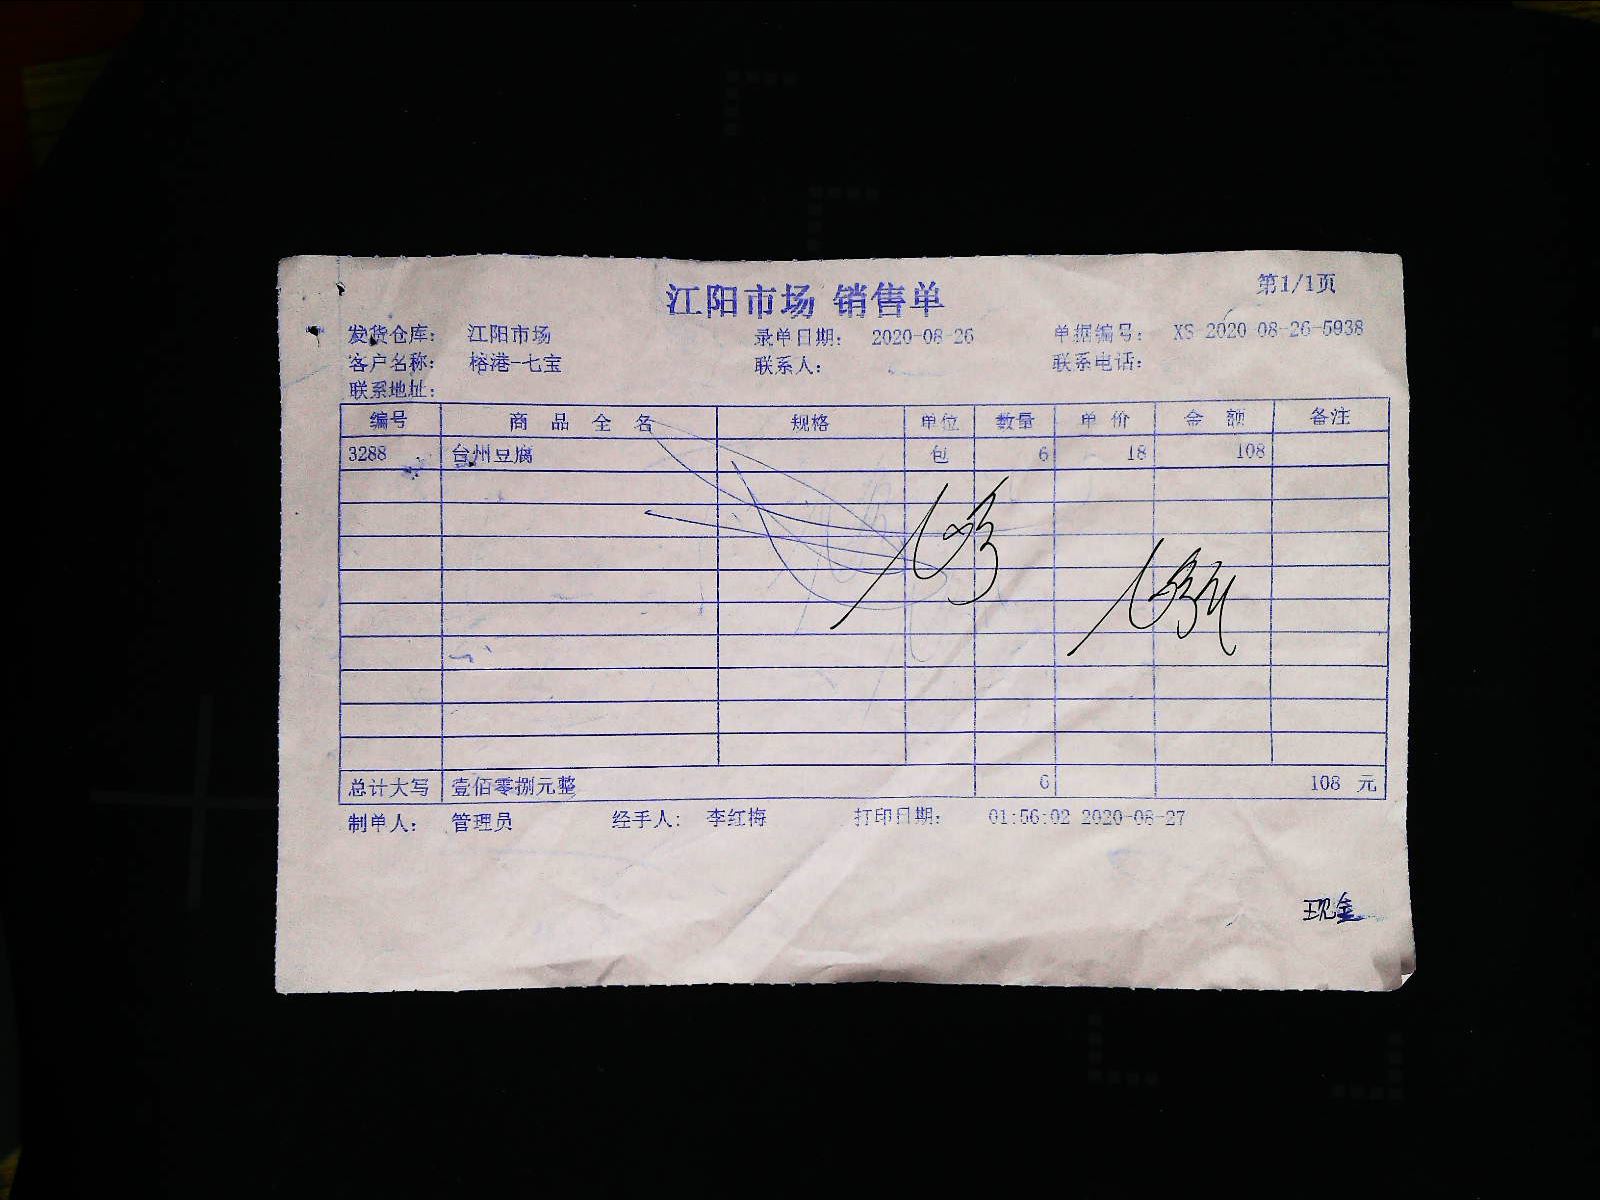 江阳市场 销售单
第1/1页
发货仓库： 江阳市场 录单日期： 2020-08-26 单据编号： XS-2020-08-26-5938
客户名称： 榕港-七宝 联系人： 联系电话：
联系地址：
编号 商品全名 规格 单位 数量 单价 金额 备注
3288 台州豆腐 包 6 18 108
总计大写 壹佰零捌元整 6 108 元
制单人： 管理员 经手人： 李红梅 打印日期： 01:56:02 2020-08-27
现金